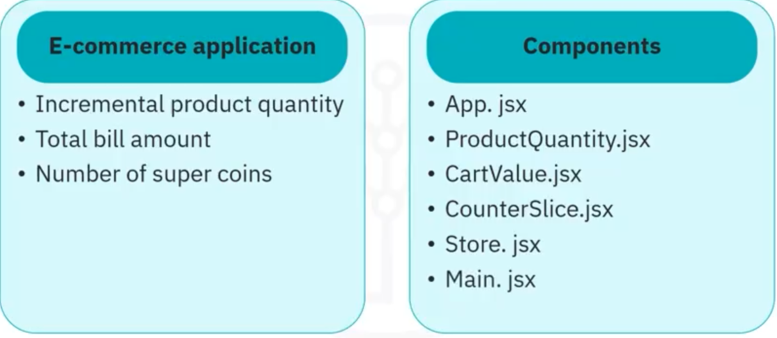 E-commerce application
• Incremental product quantity
• Total bill amount
• Number of super coins
Components
• App. jsx
• ProductQuantity.jsx
• CartValue.jsx
• CounterSlice.jsx
• Store. jsx
• Main. jsx